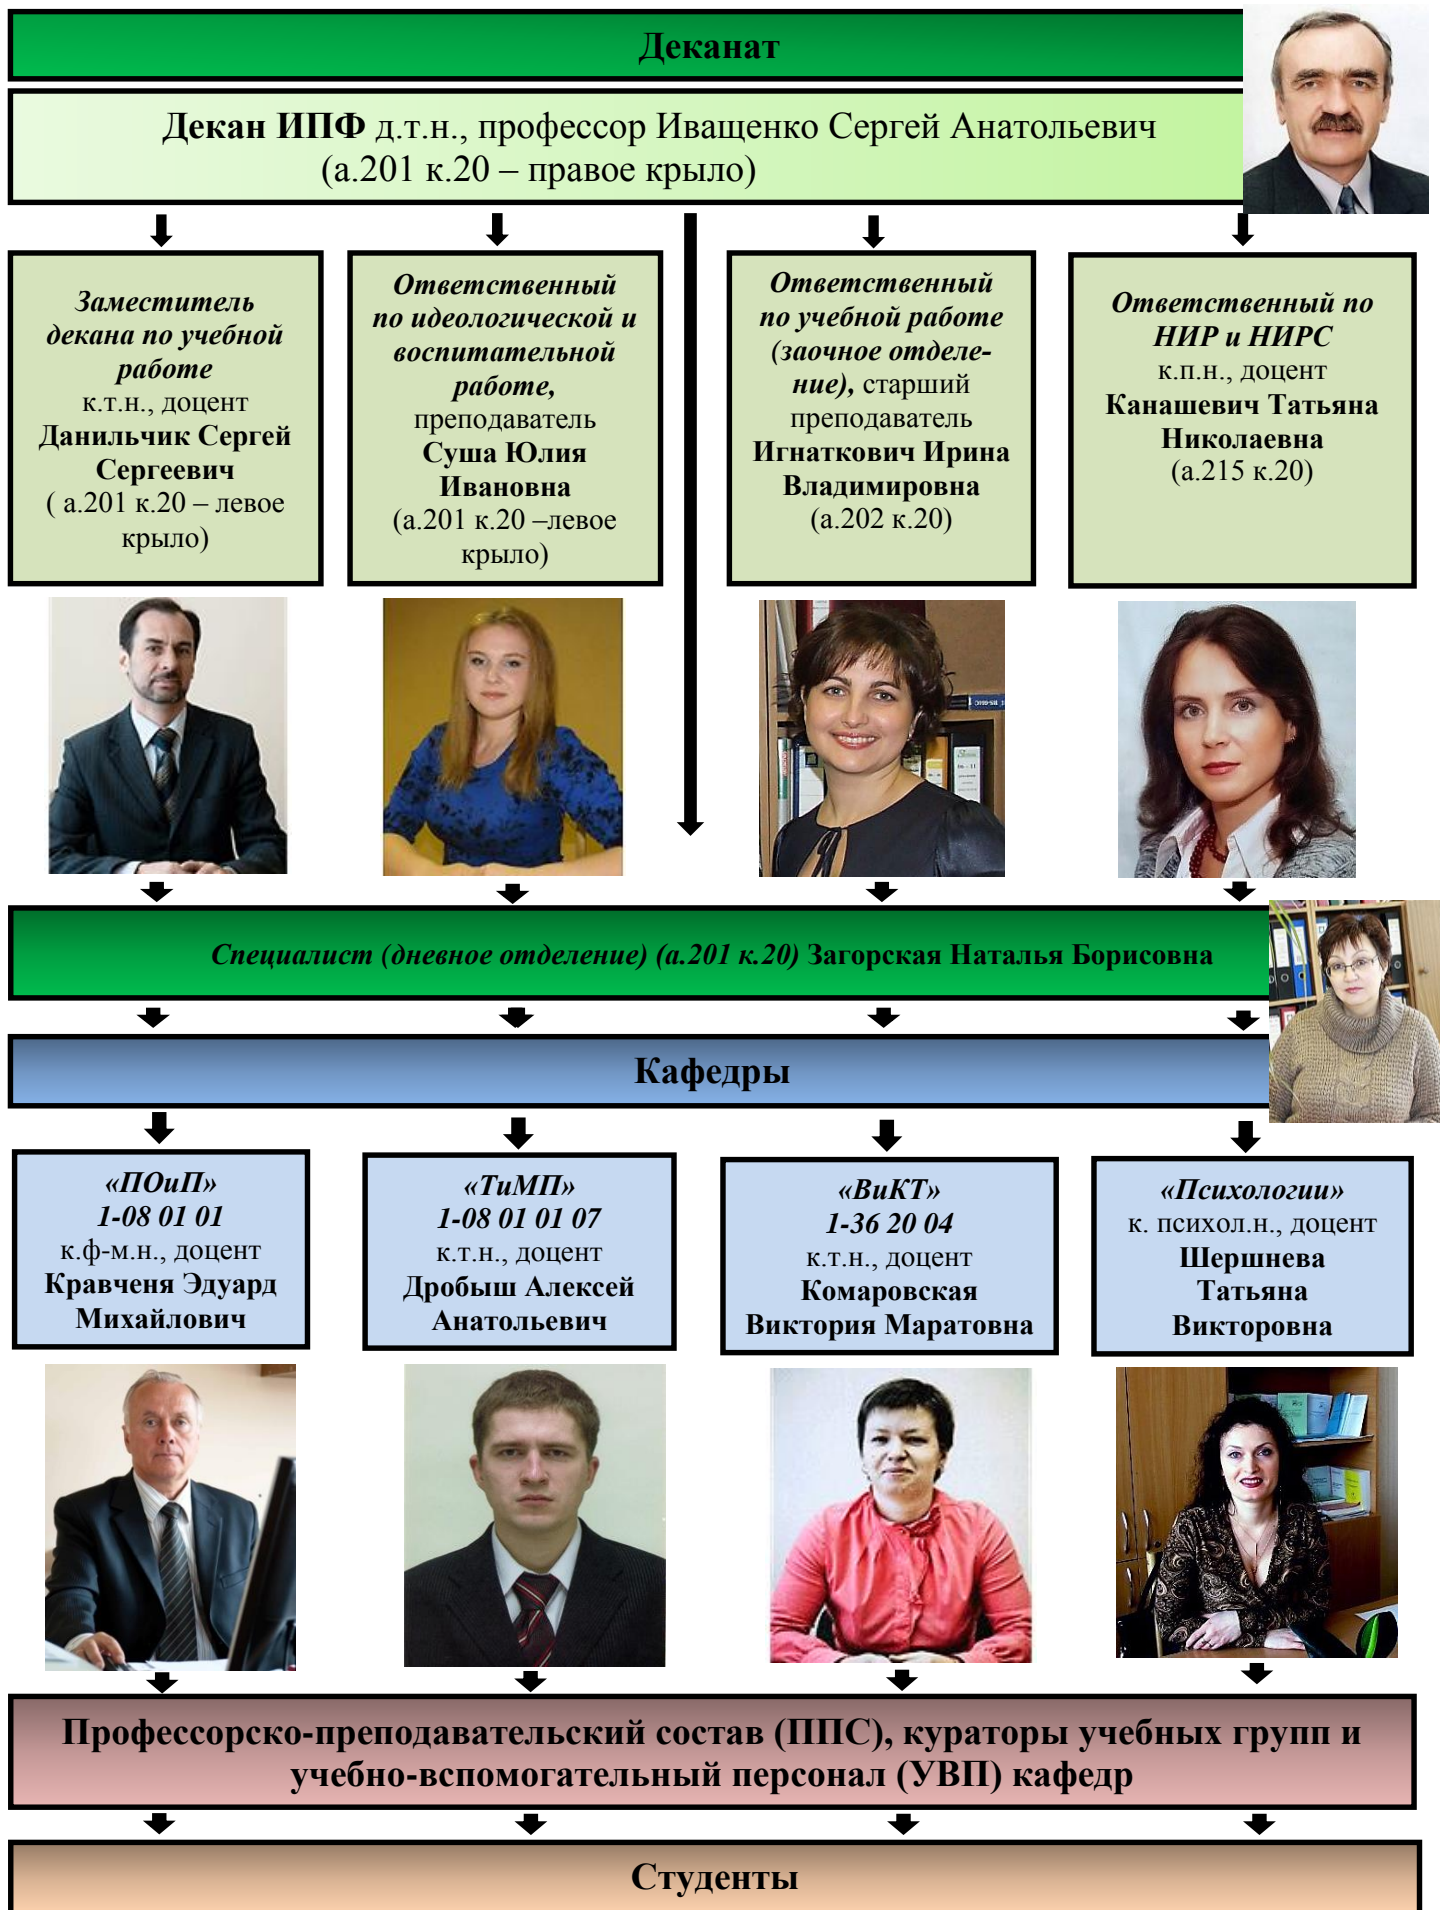 Деканат
Декан ИПФ д.т.н., профессор Иващенко Сергей Анатольевич
(а.201 к.20 – правое крыло)
Заместитель
декана по учебной
работе
к.т.н., доцент
Данильчик Сергей
Сергеевич
( а.201 к.20 – левое
крыло)
Ответственный
по идеологической и
воспитательной
работе,
преподаватель
Суша Юлия
Ивановна
(а.201 к.20 –левое
крыло)
Ответственный
по учебной работе
(заочное отделе-
ние), старший
преподаватель
Игнаткович Ирина
Владимировна
(а.202 к.20)
Ответственный по
НИР и НИРС
к.п.н., доцент
Канашевич Татьяна
Николаевна
(а.215 к.20)
Специалист (дневное отделение) (а.201 к.20) Загорская Наталья Борисовна
Кафедры
«ПОиП»
1-08 01 01
к.ф-м.н., доцент
Кравченя Эдуард
Михайлович
«ТиМП»
1-08 01 01 07
к.т.н., доцент
Дробыш Алексей
Анатольевич
«ВиКТ»
1-36 20 04
к.т.н., доцент
Комаровская
Виктория Маратовна
«Психологии»
к. психол.н., доцент
Шершнева
Татьяна
Викторовна
Профессорско-преподавательский состав (ППС), кураторы учебных групп и
учебно-вспомогательный персонал (УВП) кафедр
Студенты